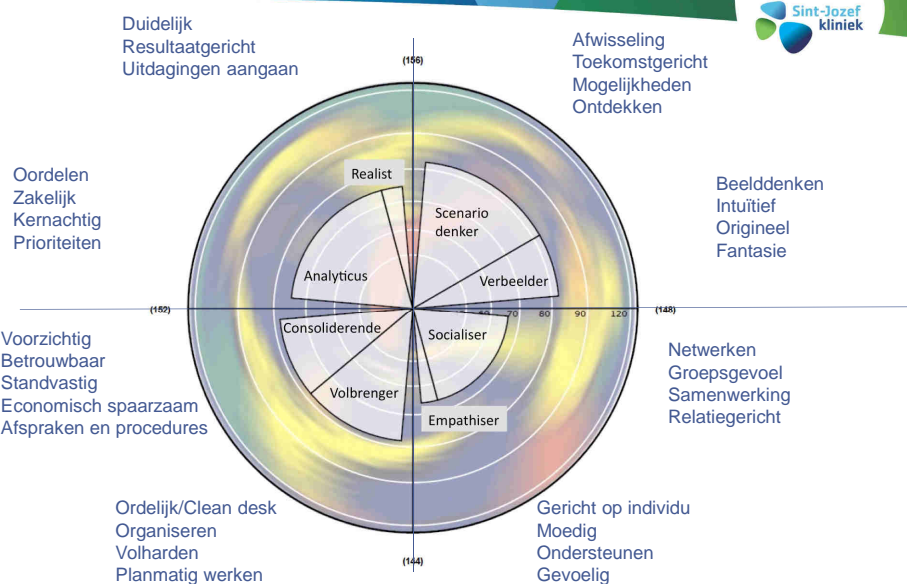 Sint-Jozef
kliniek
Duidelijk
Resultaatgericht
Uitdagingen aangaan
Afwisseling
Toekomstgericht
Mogelijkheden
Ontdekken
(156)
Oordelen
Zakelijk
Kernachtig
Prioriteiten
Realist
Scenario
denker
Analyticus
Verbeelder
Beelddenken
Intuïtief
Origineel
Fantasie
(152)
(148)
60 70 90 120
Consoliderende
Socialiser
Volbrenger
Empathiser
Voorzichtig
Betrouwbaar
Standvastig
Economisch spaarzaam
Afspraken en procedures
Netwerken
Groepsgevoel
Samenwerking
Relatiegericht
Ordelijk/Clean desk
Organiseren
Volharden
Planmatig werken
(144)
Gericht op individu
Moedig
Ondersteunen
Gevoelig